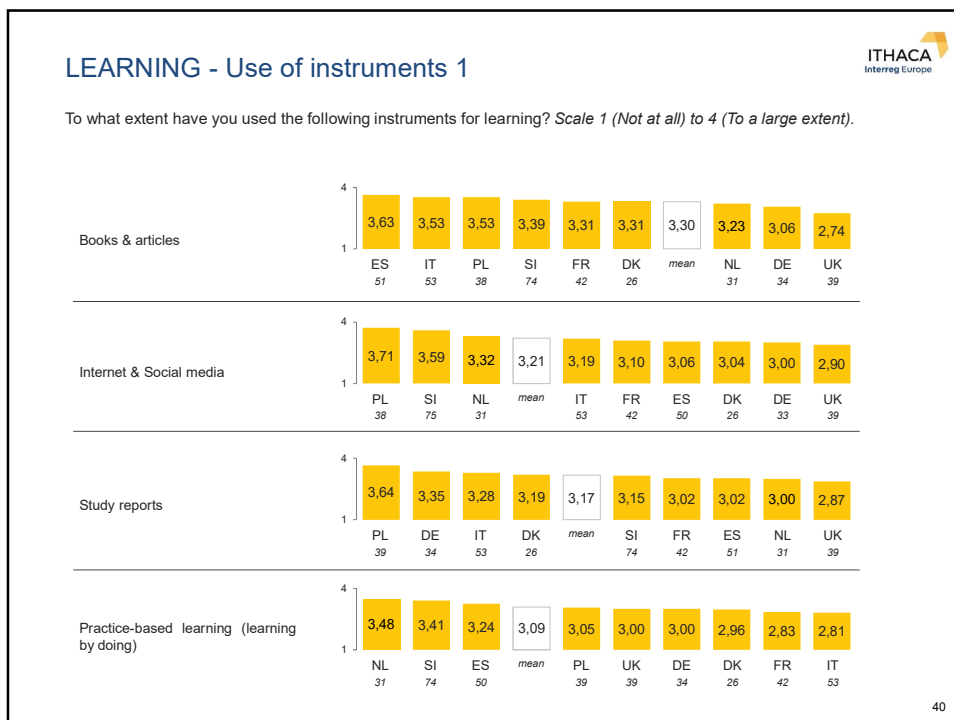 LEARNING - Use of instruments 1
ITHACA
Interreg Europe
To what extent have you used the following instruments for learning? Scale 1 (Not at all) to 4 (To a large extent).
Books & articles
4
1
3,63 3,53 3,53 3,39 3,31 3,31 3,30 3,23 3,06 2,74
ES IT PL SI FR DK mean NL DE UK
51 53 38 74 42 26 31 34 39
Internet & Social media
4
1
3,71 3,59 3,32 3,21 3,19 3,10 3,06 3,04 3,00 2,90
PL SI NL mean IT FR ES DK DE UK
38 75 31 53 42 50 26 33 39
Study reports
4
1
3,64 3,35 3,28 3,19 3,17 3,15 3,02 3,02 3,00 2,87
PL DE IT DK mean SI FR ES NL UK
39 34 53 26 74 42 51 31 39
Practice-based learning (learning
by doing)
4
1
3,48 3,41 3,24 3,09 3,05 3,00 3,00 2,96 2,83 2,81
NL SI ES mean PL UK DE DK FR IT
31 74 50 39 39 34 26 42 53
40